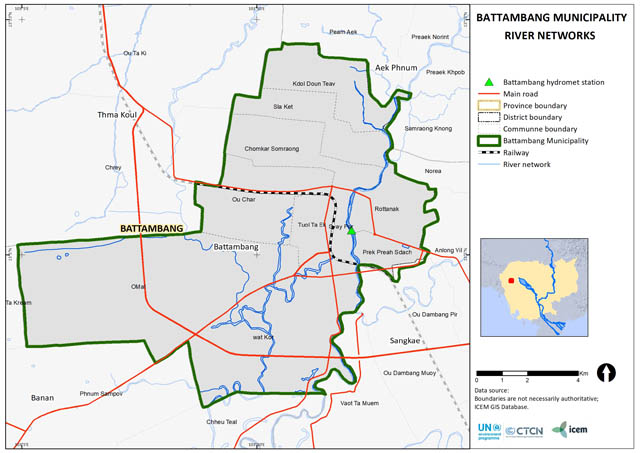 BATTAMBANG MUNICIPALITY
RIVER NETWORKS
Battambang hydromet station
Main road
Province boundary
District boundary
Communne boundary
Battambang Municipality
Railway
River network
Peam Aek
Preaek Norint
Ou Ta Ki
Aek Phnum
Preaek Khpob
Kdol Doun Teav
Sla Ket
Thma Koul
Samraong Knong
Chomkar Somraong
Chrey
Norea
Ou Char
Rottanak
BATTAMBANG
Tuol Ta Ek
Battambang
Prek Preah Sdach
Anlong Vil
OMal
Ta Kream
Ou Dambang Pir
wat Kor
Sangkae
Ou Dambang Muoy
Banan
Phnum Sampov
Vaot Ta Muem
Chheu Teal
0 1 2 4
Km
Data source:
Boundaries are not necessarily authoritative;
ICEM GIS Database.
UN
environment
programme
CTCN
icem